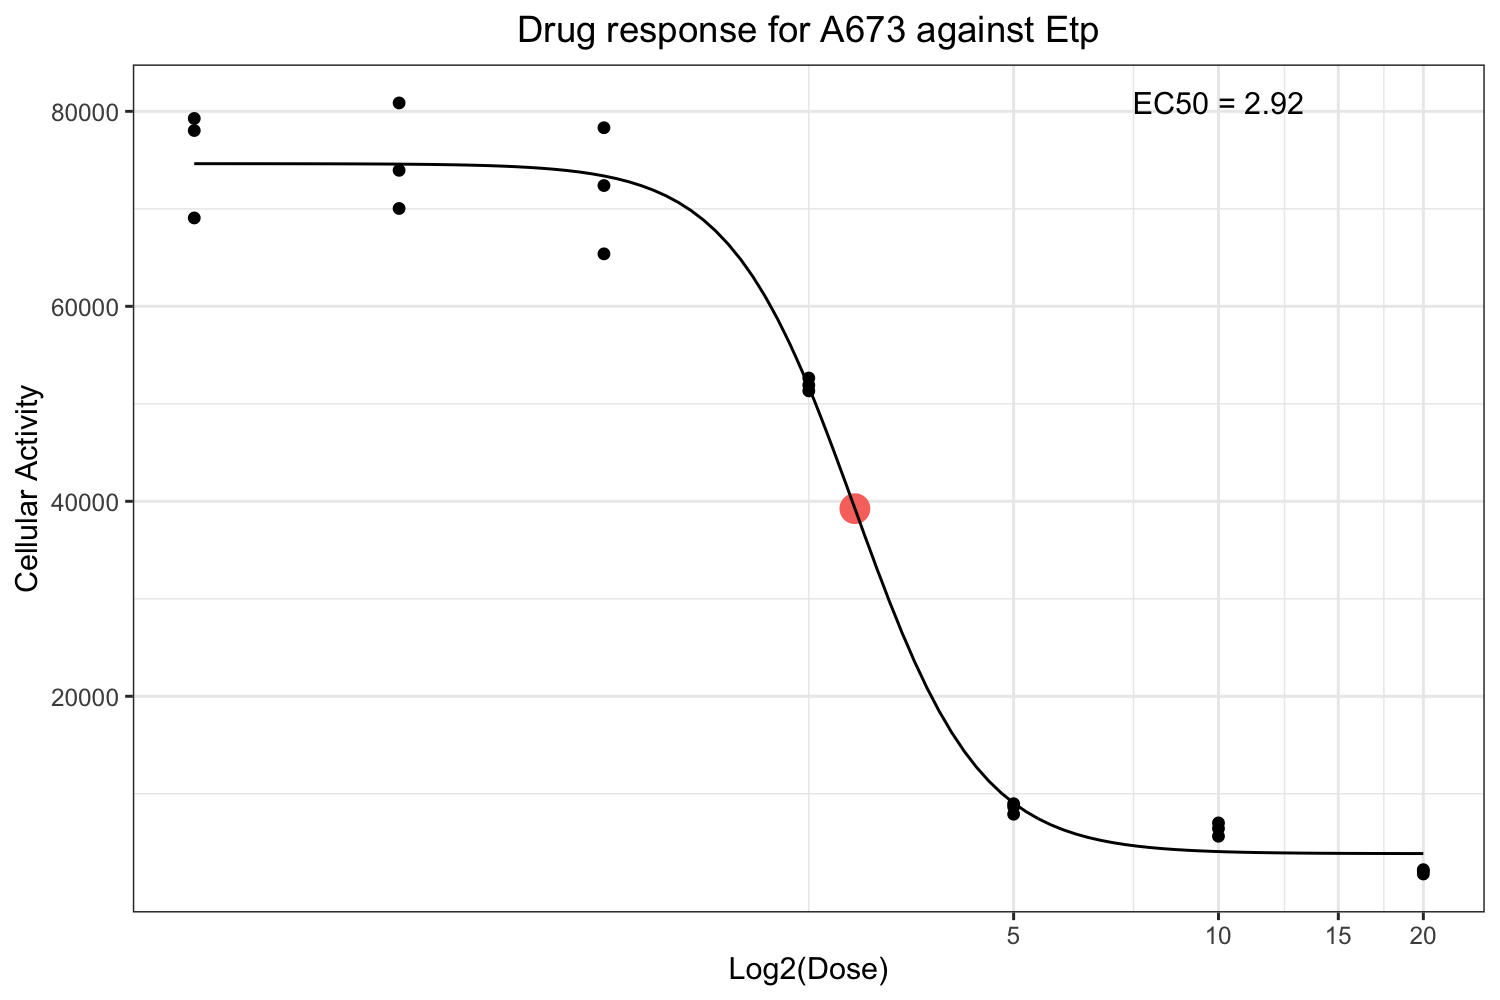 Drug response for A673 against Etp
EC50 = 2.92
80000
60000
40000
20000
Cellular Activity
5 10 15 20
Log2(Dose)